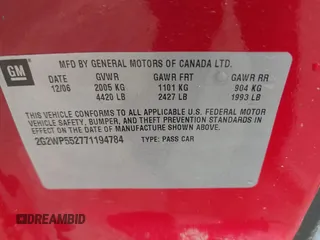 GM
MFD BY GENERAL MOTORS OF CANADA LTD.
DATE GVWR GAWR FRT GAWR RR
12/06 2005 KG 1101 KG 904 KG
4420 LB 2427 LB 1993 LB
THIS VEHICLE CONFORMS TO ALL APPLICABLE U.S. FEDERAL MOTOR
VEHICLE SAFETY, BUMPER, AND THEFT PREVENTION STANDARDS IN
EFFECT ON THE DATE OF MANUFACTURE SHOWN ABOVE.
2G2WP552771194784 TYPE: PASS CAR
DREAMBID